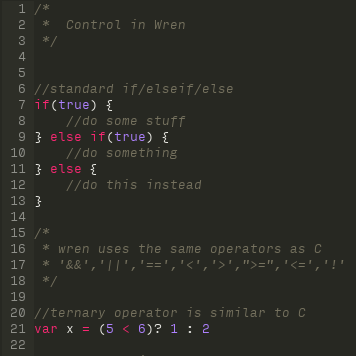 1 /*
2  *  Control in Wren
3  */
4
5
6 //standard if/elseif/else
7 if(true) {
8     //do some stuff
9 } else if(true) {
10     //do something
11 } else {
12     //do this instead
13 }
14
15 /*
16  * wren uses the same operators as C
17  * '&&','||','==','<','>',">=",'<=','!'
18  */
19
20 //ternary operator is similar to C
21 var x = (5 < 6)? 1 : 2
22